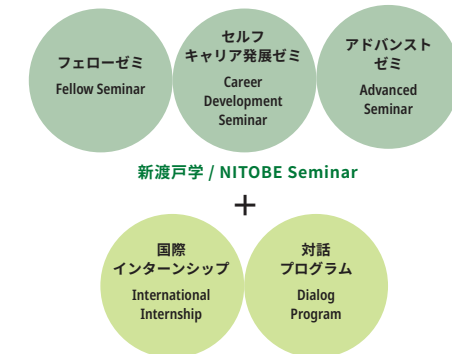 フェローゼミ
Fellow Seminar
セルフ
キャリア発展ゼミ
Career
Development
Seminar
アドバンスト
ゼミ
Advanced
Seminar
新渡戸学 / NITOBE Seminar
+
国際
インターンシップ
International
Internship
対話
プログラム
Dialog
Program